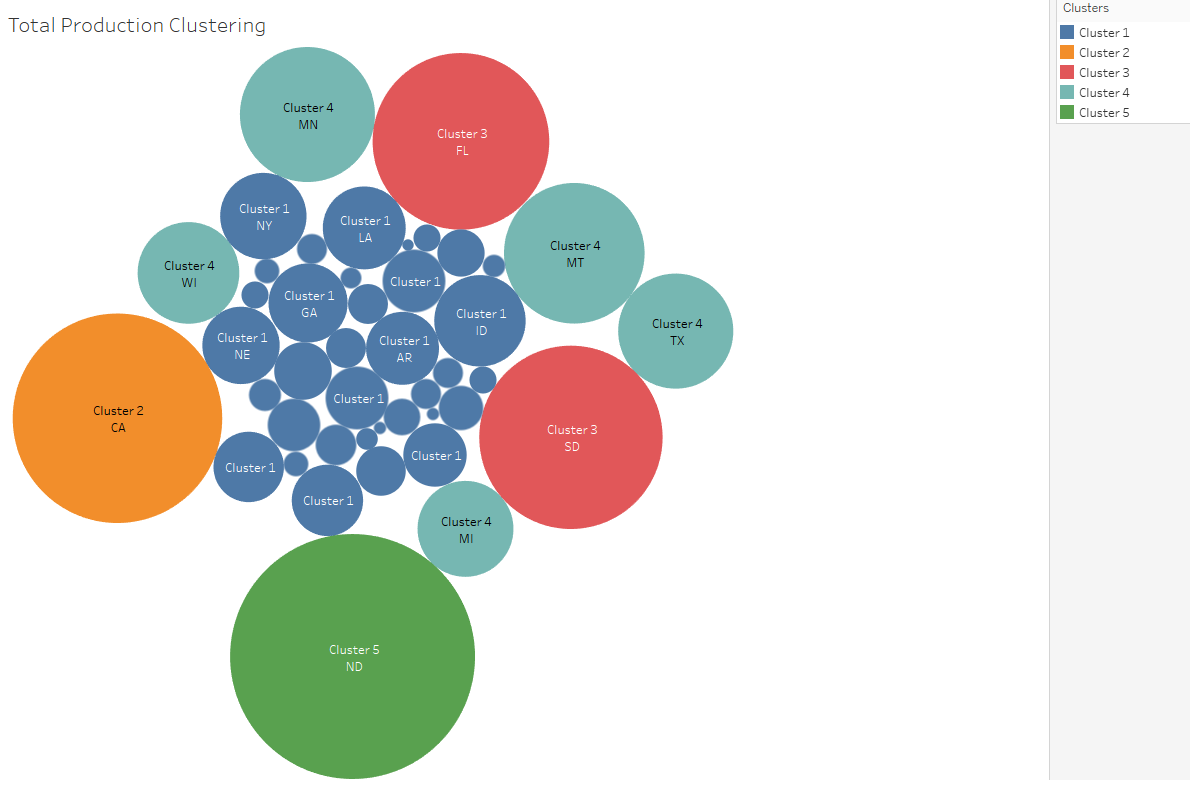 Total Production Clustering
Clusters
Cluster 1
Cluster 2
Cluster 3
Cluster 4
Cluster 5
Cluster 4
MN
Cluster 3
FL
Cluster 1
NY
Cluster 1
LA
Cluster 4
MT
Cluster 4
WI
Cluster 1
Cluster 1
GA
Cluster 1
ID
Cluster 4
TX
Cluster 1
NE
Cluster 1
AR
Cluster 1
Cluster 2
CA
Cluster 3
SD
Cluster 1
Cluster 1
Cluster 1
Cluster 4
MI
Cluster 5
ND